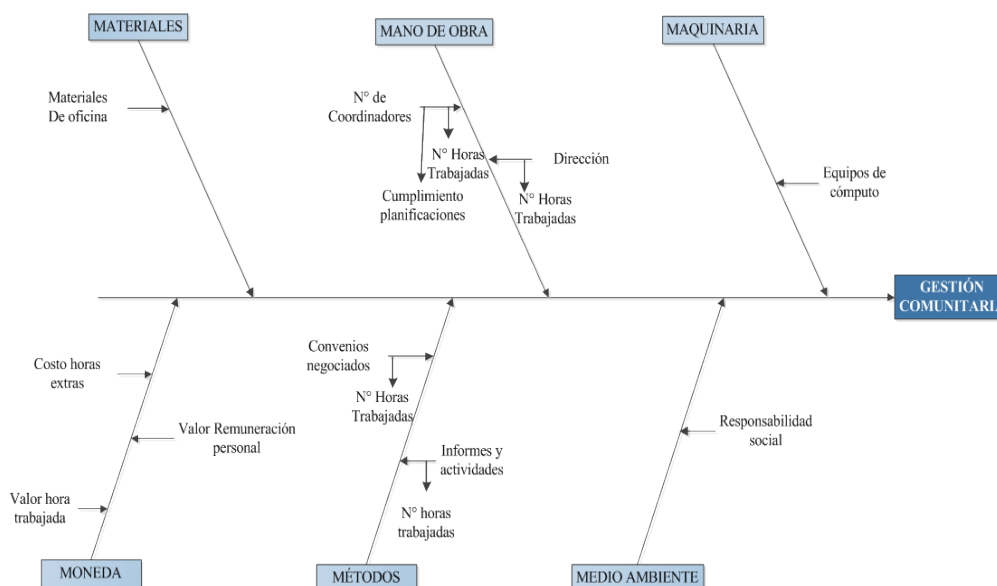 MATERIALES
MANO DE OBRA
MAQUINARIA
Materiales
De oficina
N° de
Coordinadores
N° Horas
Trabajadas
Cumplimiento
planificaciones
Dirección
N° Horas
Trabajadas
Equipos de
cómputo
GESTIÓN
COMUNITARIA
Costo horas
extras
Valor Remuneración
personal
Valor hora
trabajada
Convenios
negociados
N° Horas
Trabajadas
Informes y
actividades
N° horas
trabajadas
Responsabilidad
social
MONEDA
MÉTODOS
MEDIO AMBIENTE